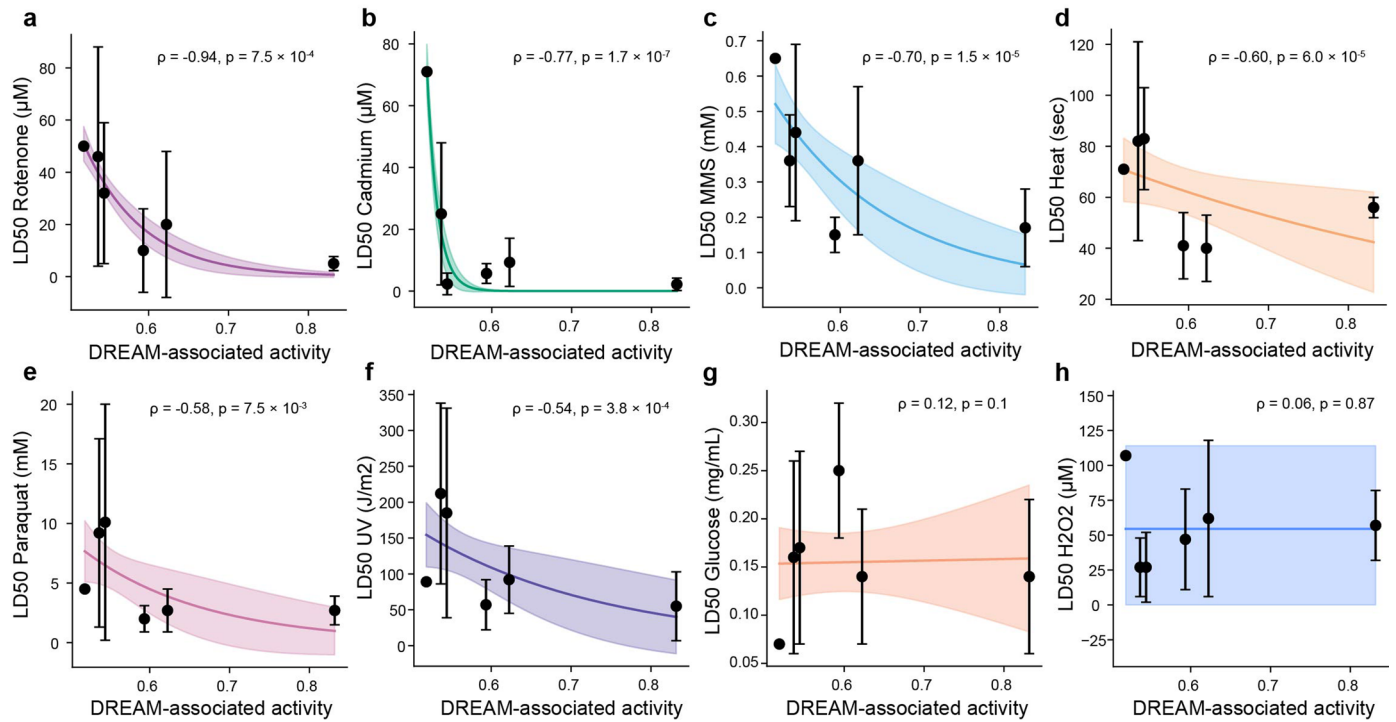 a
ρ = -0.94, p = 7.5 × 10-4
LD50 Rotenone (μM)
80
60
40
20
0
0.6
0.7
0.8
DREAM-associated activity
b
ρ = -0.77, p = 1.7 × 10-7
LD50 Cadmium (μM)
80
60
40
20
0
0.6
0.7
0.8
DREAM-associated activity
c
ρ = -0.70, p = 1.5 × 10-5
LD50 MMS (mM)
0.7
0.6
0.5
0.4
0.3
0.2
0.1
0.0
0.6
0.7
0.8
DREAM-associated activity
d
ρ = -0.60, p = 6.0 × 10-5
LD50 Heat (sec)
120
100
80
60
40
20
0.6
0.7
0.8
DREAM-associated activity
e
ρ = -0.58, p = 7.5 × 10-3
LD50 Paraquat (mM)
20
15
10
5
0
0.6
0.7
0.8
DREAM-associated activity
f
ρ = -0.54, p = 3.8 × 10-4
LD50 UV (J/m2)
350
300
250
200
150
100
50
0
0.6
0.7
0.8
DREAM-associated activity
g
ρ = 0.12, p = 0.1
LD50 Glucose (mg/mL)
0.30
0.25
0.20
0.15
0.10
0.05
0.6
0.7
0.8
DREAM-associated activity
h
ρ = 0.06, p = 0.87
LD50 H2O2 (μM)
150
125
100
75
50
25
0
−25
0.6
0.7
0.8
DREAM-associated activity